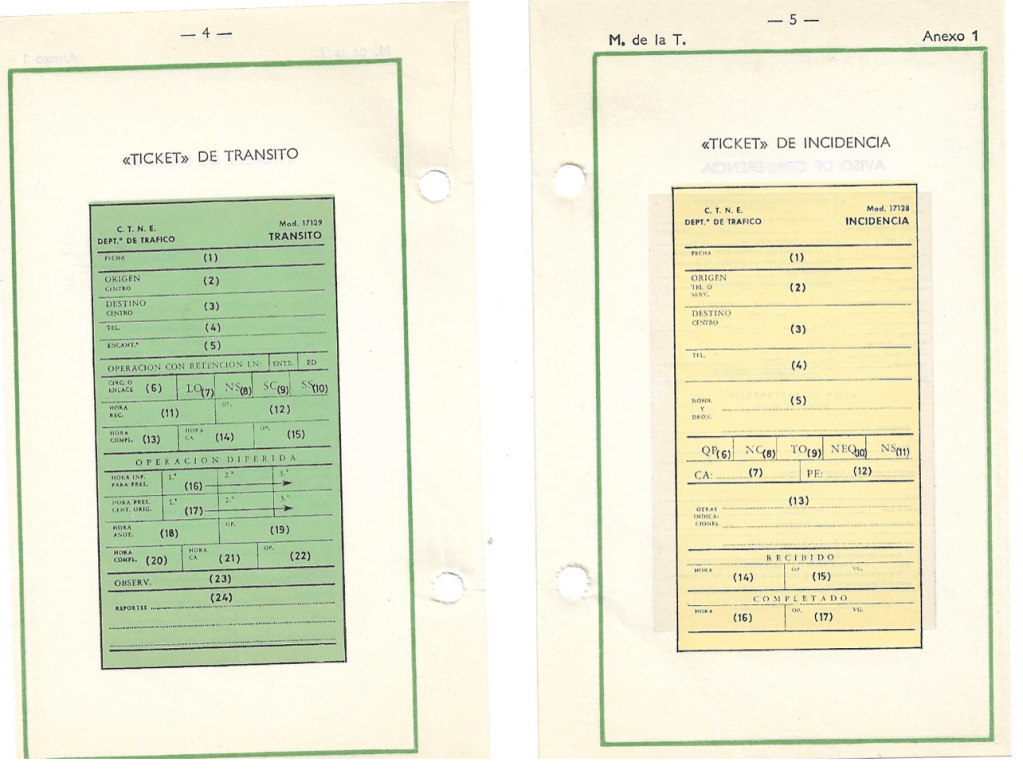 — 4 —
«TICKET» DE TRANSITO
C. T. N. E.
DEPT.º DE TRAFICO
Mod. 17129
TRANSITO
FECHA (1)
ORIGEN
CENTRO (2)
DESTINO
CENTRO (3)
TEL. (4)
ENCAMT.º (5)
OPERACION CON RETENCION EN: ENTR. PD
CIRC. O
ENLACE (6) LO (7) NS (8) SC (9) SS (10)
HORA
REC. (11) OP. (12)
HORA
COMPL. (13) HORA
CA. (14) OP. (15)
OPERACION DIFERIDA
HORA INF.
PARA PRES. 1.ª (16) 2.ª 3.ª
HORA PRES.
CENT. ORIG. 1.ª (17) 2.ª 3.ª
HORA
ANOT. (18) OP. (19)
HORA
COMPL. (20) HORA
CA (21) OP. (22)
OBSERV. (23)
(24)
REPORTES
— 5 —
M. de la T. Anexo 1
«TICKET» DE INCIDENCIA
C. T. N. E.
DEPT.º DE TRAFICO
Mod. 17128
INCIDENCIA
FECHA (1)
ORIGEN
TEL. O
SERV. (2)
DESTINO
CENTRO (3)
TEL. (4)
(5)
NOMB.
Y
DRÓN.
QP (6) NC (8) TO (9) NEQ (10) NS (11)
CA: (7) PE: (12)
(13)
OTRAS
INDICA-
CIONES
RECIBIDO
HORA (14) OP (15) VG.
COMPLETADO
HORA (16) OP. (17) VG.